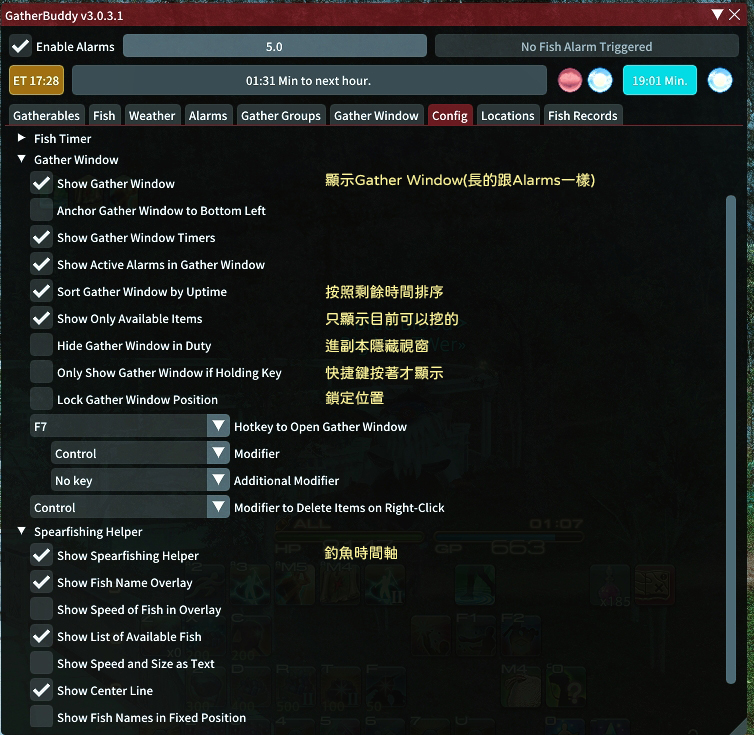 GatherBuddy v3.0.3.1
Enable Alarms 5.0 No Fish Alarm Triggered
ET 17:28 01:31 Min to next hour. 19:01 Min.
Gatherables Fish Weather Alarms Gather Groups Gather Window Config Locations Fish Records
Fish Timer
Gather Window
Show Gather Window 顯示Gather Window(長的跟Alarms一樣)
Anchor Gather Window to Bottom Left
Show Gather Window Timers
Show Active Alarms in Gather Window
Sort Gather Window by Uptime 按照剩餘時間排序
Show Only Available Items 只顯示目前可以挖的
Hide Gather Window in Duty 進副本隱藏視窗
Only Show Gather Window if Holding Key 快捷鍵按著才顯示
Lock Gather Window Position 鎖定位置
F7 Hotkey to Open Gather Window
Control Modifier
No key Additional Modifier
Control Modifier to Delete Items on Right-Click
Spearfishing Helper
ALL 01:07
HP GP 663
Show Spearfishing Helper 釣魚時間軸
Show Fish Name Overlay
Show Speed of Fish in Overlay
Show List of Available Fish
Show Speed and Size as Text
Show Center Line
Show Fish Names in Fixed Position